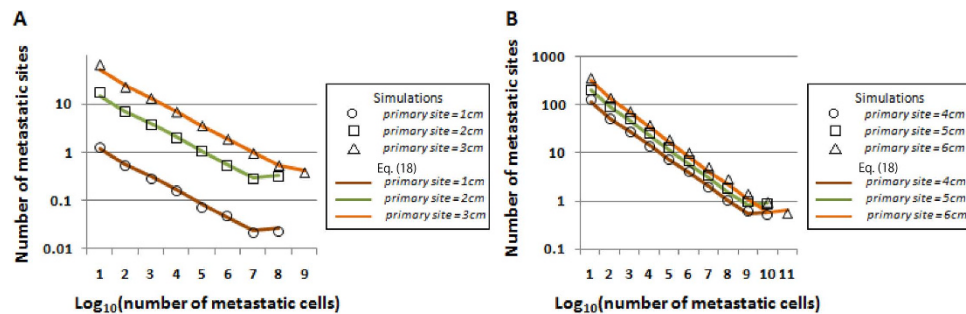 A
Number of metastatic sites
10
1
0.1
0.01
1 2 3 4 5 6 7 8 9
Log10(number of metastatic cells)
Simulations
primary site=1cm
primary site=2cm
primary site=3cm
Eq. (18)
primary site=1cm
primary site=2cm
primary site=3cm
B
Number of metastatic sites
1000
100
10
1
0.1
1 2 3 4 5 6 7 8 9 10 11
Log10(number of metastatic cells)
Simulations
primary site=4cm
primary site=5cm
primary site=6cm
Eq. (18)
primary site=4cm
primary site=5cm
primary site=6cm